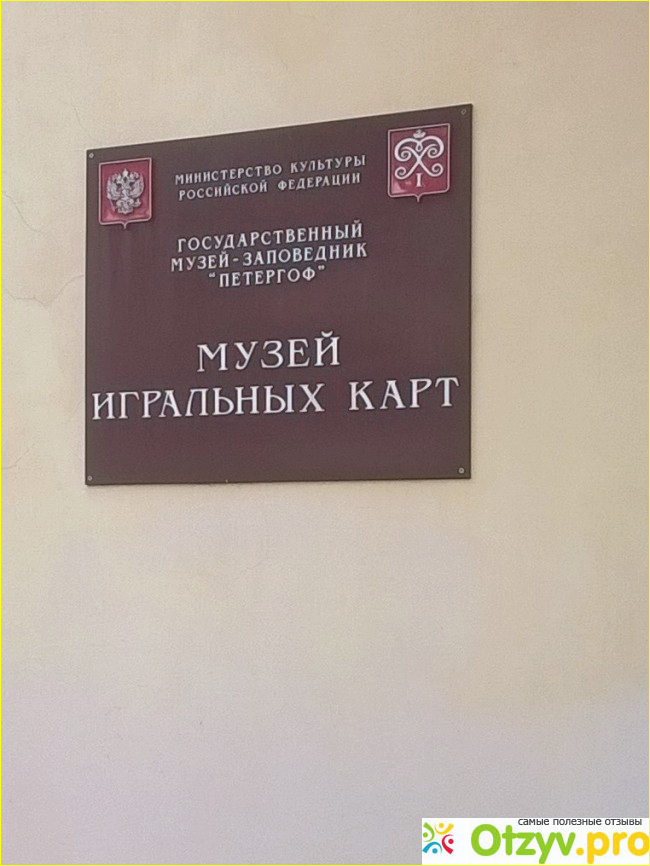 МИНИСТЕРСТВО КУЛЬТУРЫ
РОССИЙСКОЙ ФЕДЕРАЦИИ
I
ГОСУДАРСТВЕННЫЙ
МУЗЕЙ-ЗАПОВЕДНИК
"ПЕТЕРГОФ"
МУЗЕЙ
ИГРАЛЬНЫХ КАРТ
самые полезные отзывы
Otzyv.pro